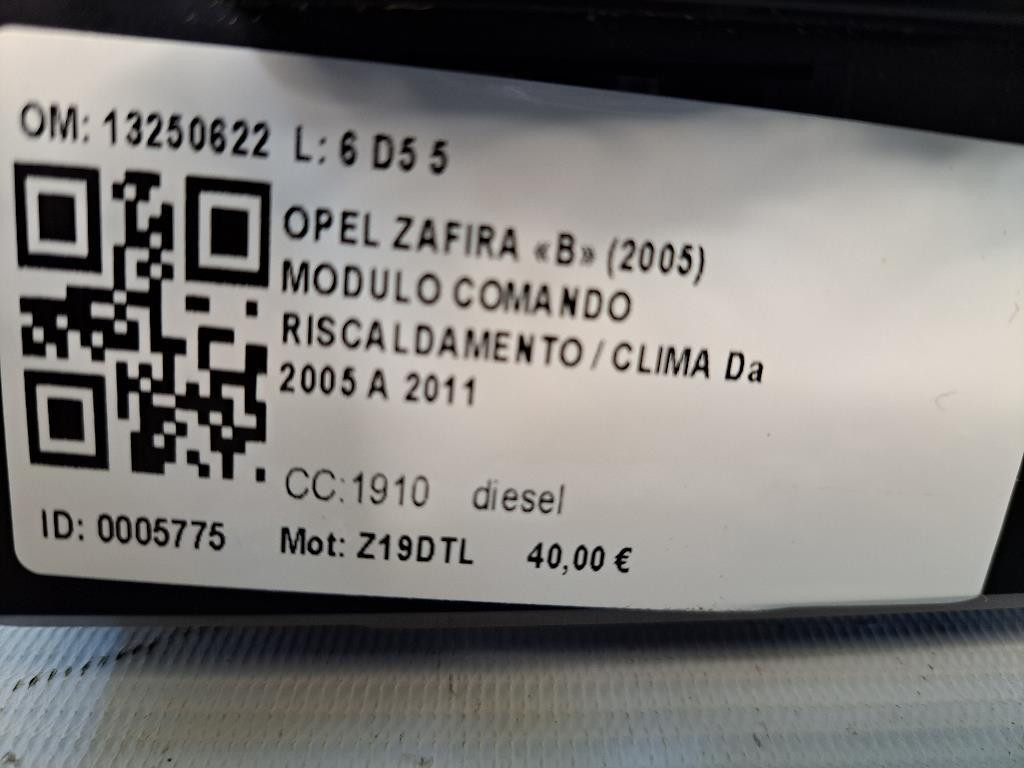 OM: 13250622 L: 6 D5 5
OPEL ZAFIRA «B» (2005)
MODULO COMANDO
RISCALDAMENTO / CLIMA Da
2005 A 2011
CC:1910 diesel
ID: 0005775 Mot: Z19DTL 40,00 €